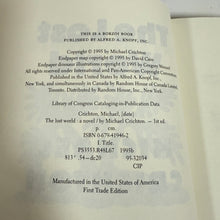 THIS IS A BORZOI BOOK
PUBLISHED BY ALFRED A. KNOPF, INC.
Copyright © 1995 by Michael Crichton
Endpaper map copyright © 1995 by David Cain
Endpaper illustrations copyright © 1995 by Gregory Wenzel
All rights reserved under International and Pan-American Copyright Conventions.
Published in the United States by Alfred A. Knopf, Inc., New
York, and simultaneously in Canada by Random House of Canada Limited,
Toronto. Distributed by Random House, Inc., New York.
Library of Congress Cataloging-in-Publication Data
Crichton, Michael, [date]
The lost world : a novel / by Michael Crichton. — 1st ed.
p. cm.
ISBN 0-679-41946-2
I. Title.
PS3553.R48L67 1995b
813'.54—dc20 95-32034
CIP
Manufactured in the United States of America
First Trade Edition